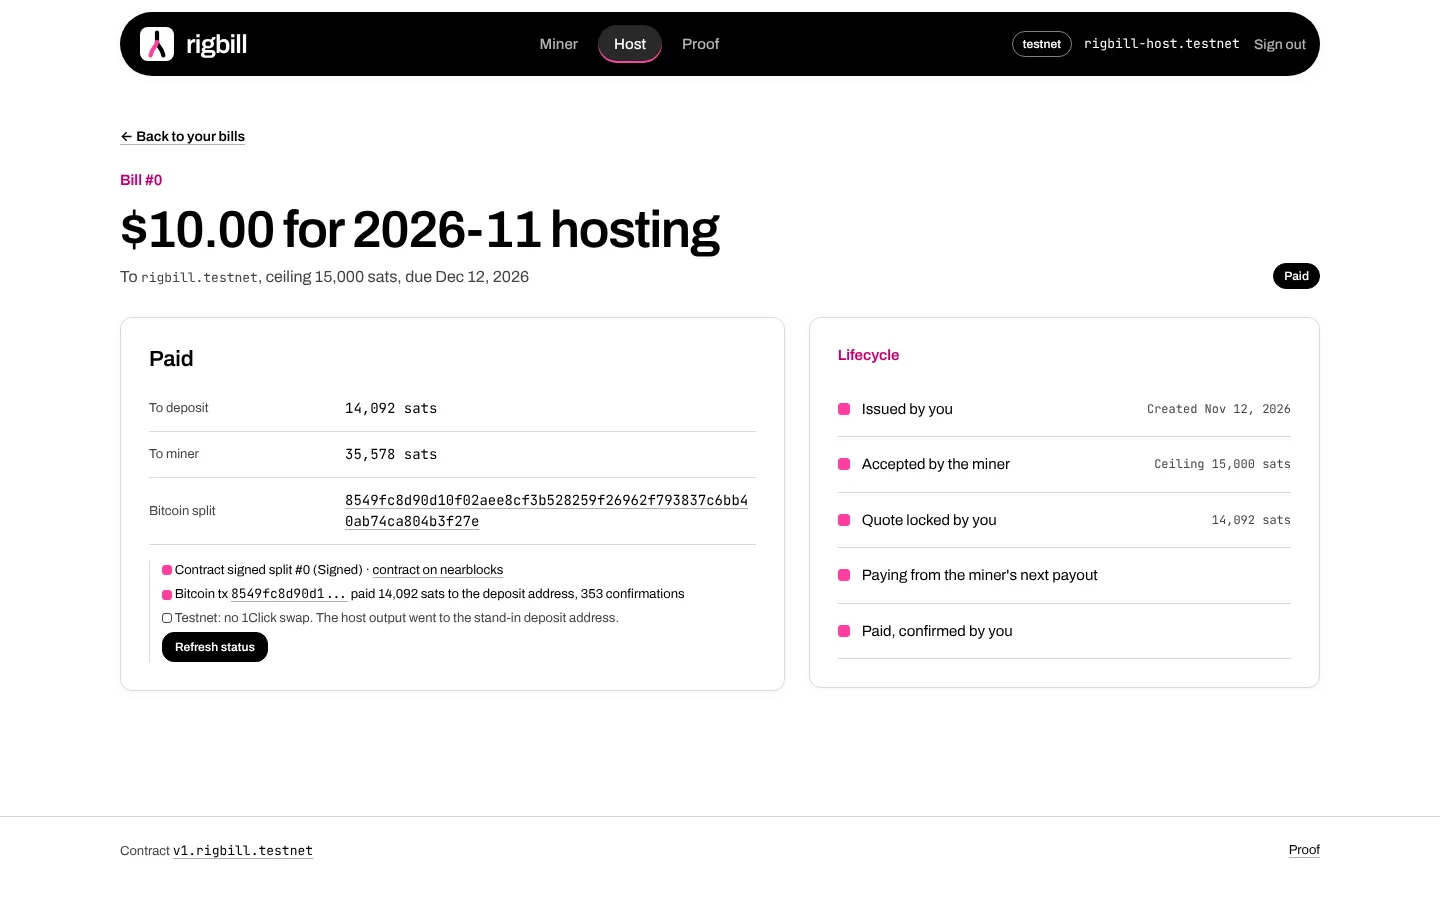 rigbill
Miner
Host
Proof
testnet
rigbill-host.testnet
Sign out
← Back to your bills
Bill #0
$10.00 for 2026-11 hosting
To rigbill.testnet, ceiling 15,000 sats, due Dec 12, 2026
Paid
Paid
To deposit 14,092 sats
To miner 35,578 sats
Bitcoin split 8549fc8d90d10f02aee8cf3b528259f26962f793837c6bb4
0ab74ca804b3f27e
Contract signed split #0 (Signed) · contract on nearblocks
Bitcoin tx 8549fc8d90d1... paid 14,092 sats to the deposit address, 353 confirmations
Testnet: no 1Click swap. The host output went to the stand-in deposit address.
Refresh status
Lifecycle
Issued by you Created Nov 12, 2026
Accepted by the miner Ceiling 15,000 sats
Quote locked by you 14,092 sats
Paying from the miner's next payout
Paid, confirmed by you
Contract v1.rigbill.testnet
Proof